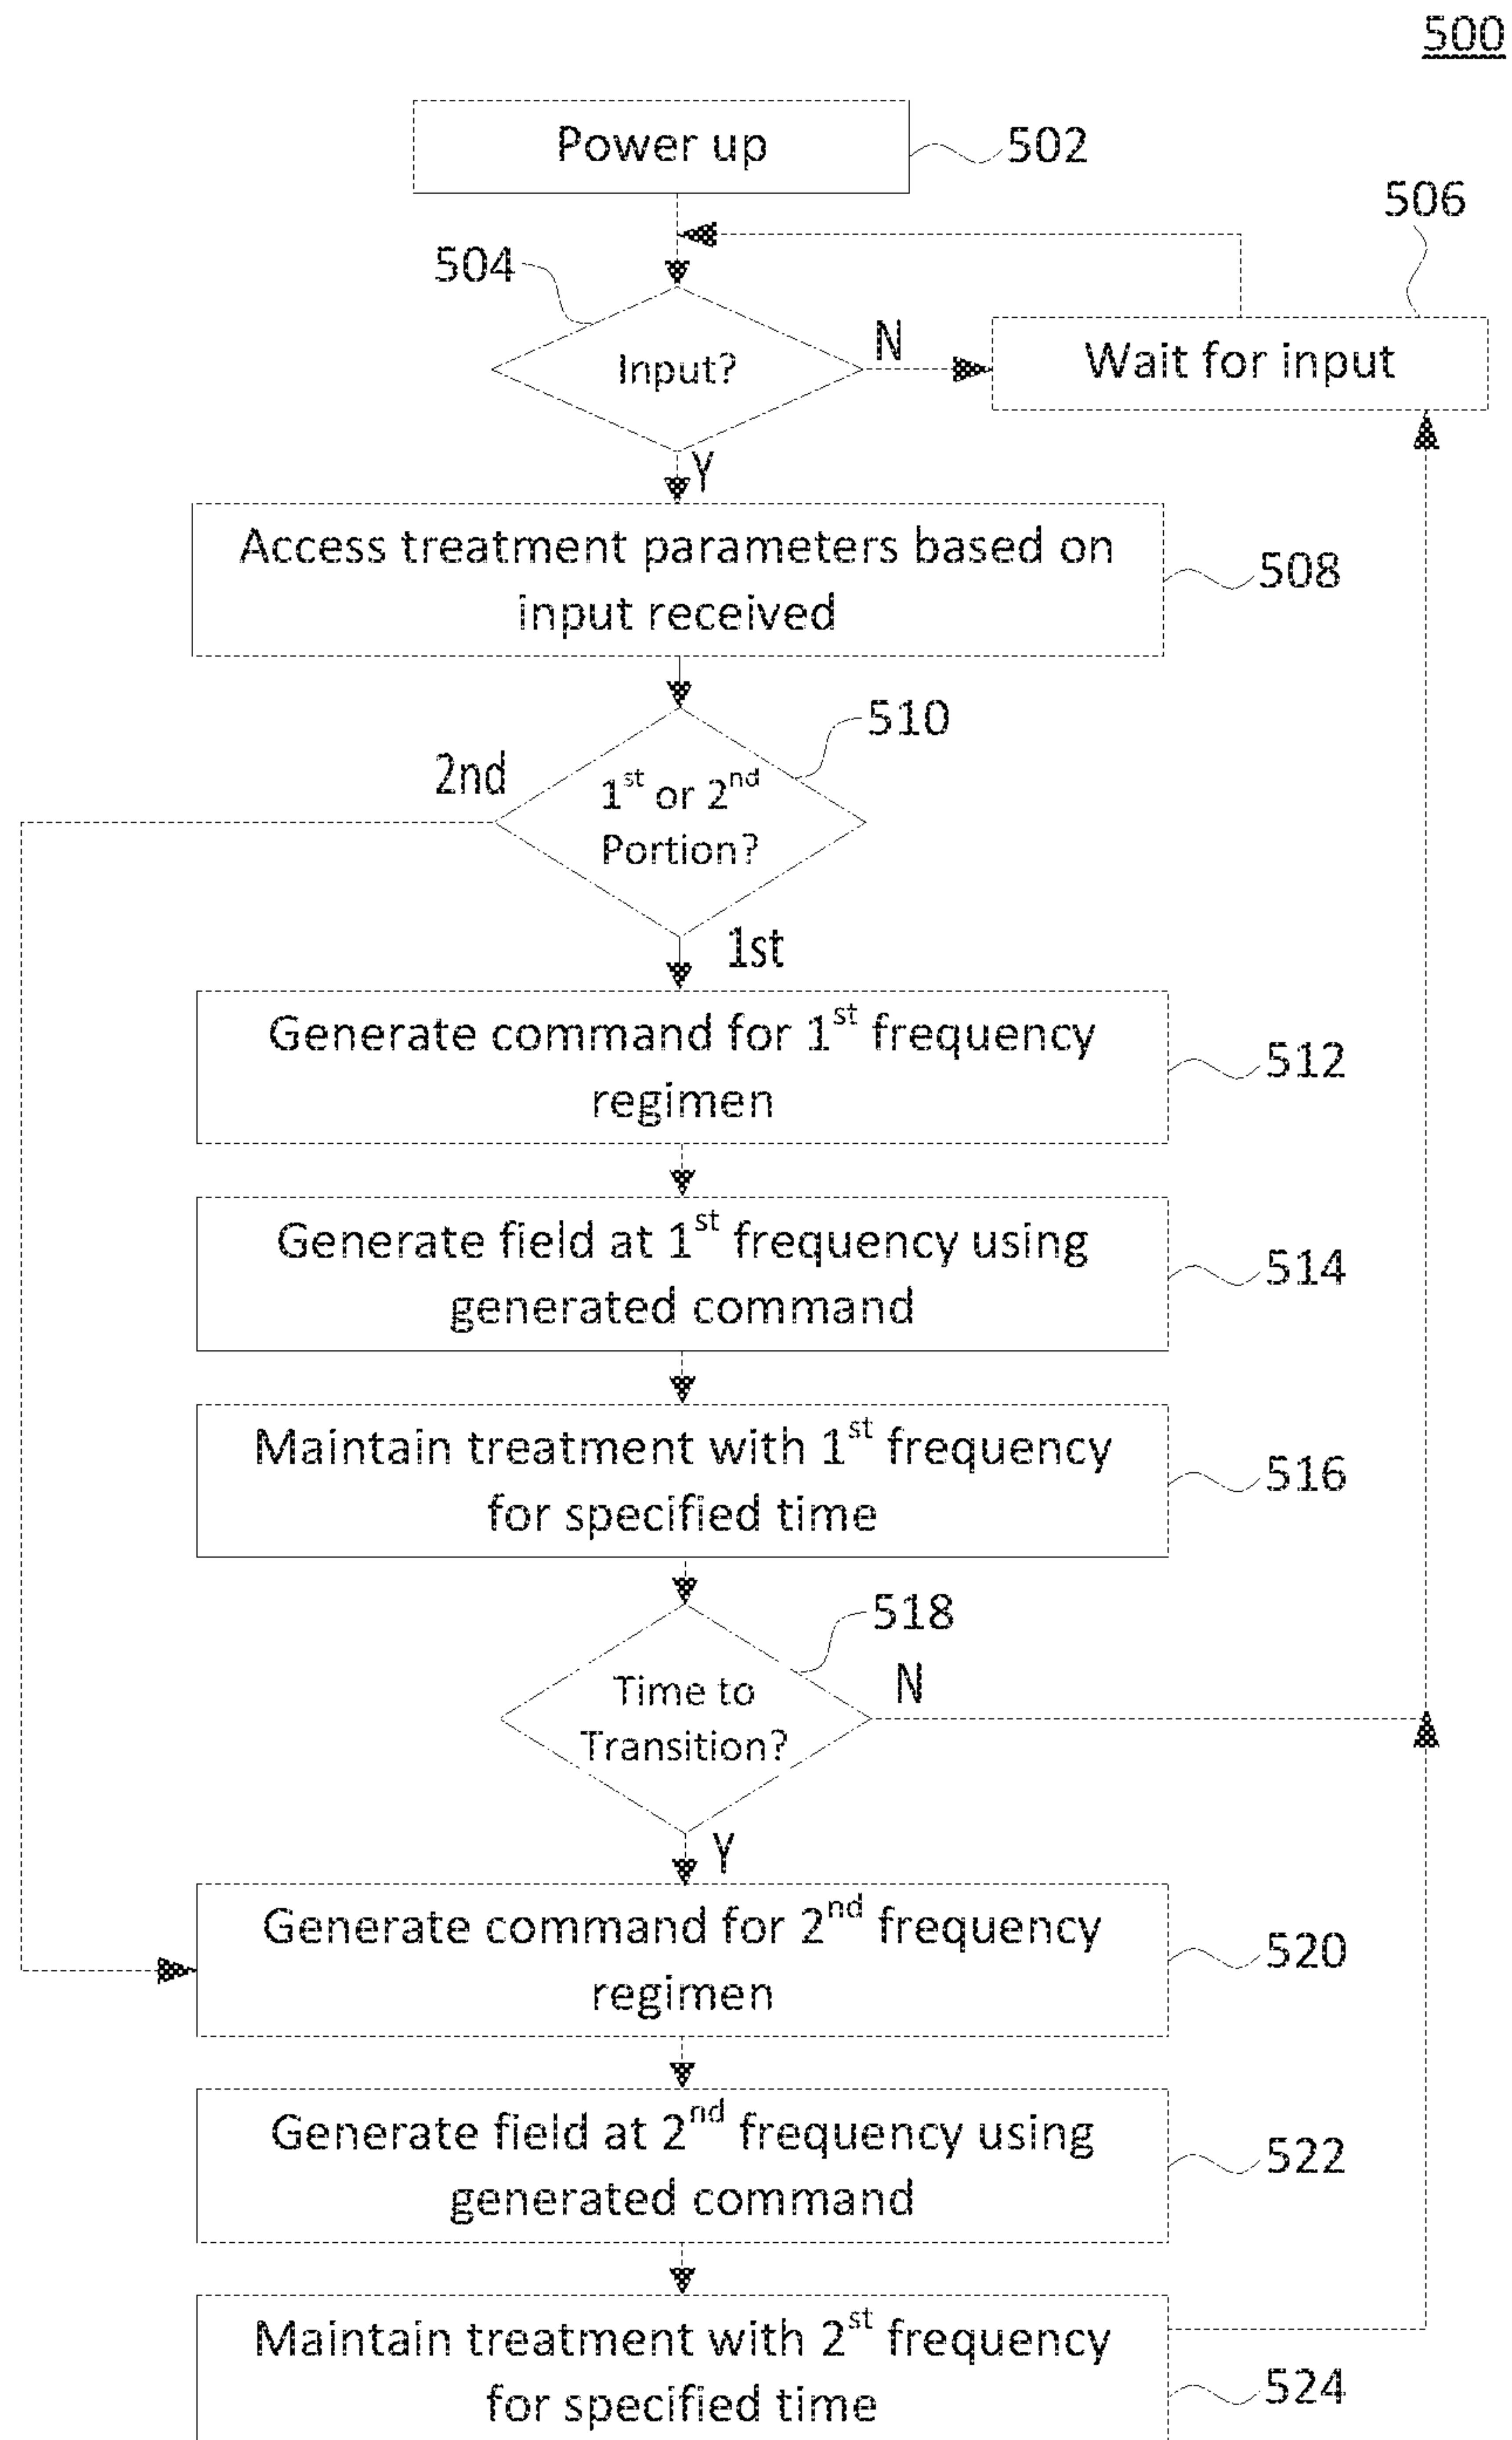 500
Power up
502
506
504
Input?
N
Wait for input
Y
Access treatment parameters based on
input received
508
510
2nd
1st or 2nd
Portion?
1st
Generate command for 1st frequency
regimen
512
Generate field at 1st frequency using
generated command
514
Maintain treatment with 1st frequency
for specified time
516
518
Time to
Transition?
N
Y
Generate command for 2nd frequency
regimen
520
Generate field at 2nd frequency using
generated command
522
Maintain treatment with 2st frequency
for specified time
524